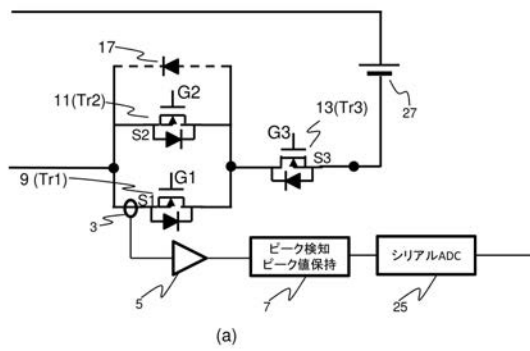 17
G2
11(Tr2)
S2
13(Tr3)
G3
S3
27
9 (Tr1)
S1
G1
3
5
ピーク検知
ピーク値保持
7
シリアルADC
25
(a)